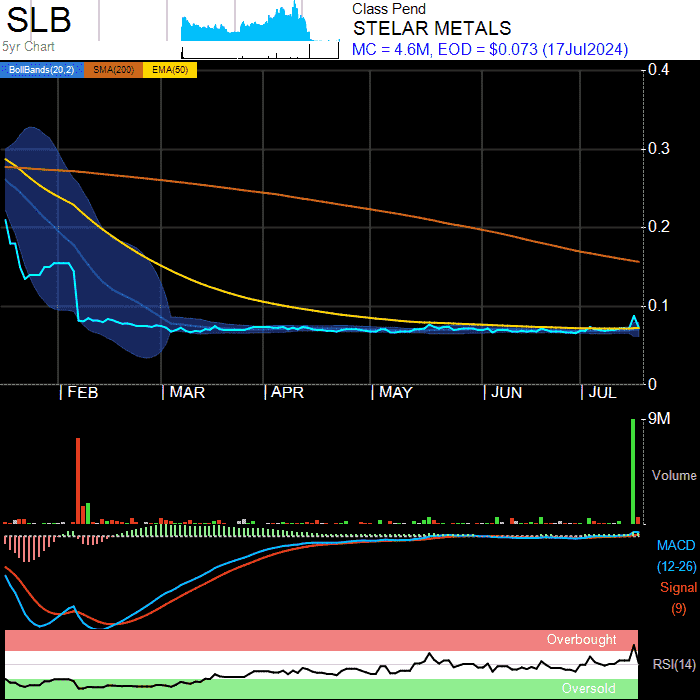 SLB
5yr Chart
Class Pend
STELAR METALS
MC = 4.6M, EOD = $0.073 (17Jul2024)
BollBands(20,2) SMA(200) EMA(50)
0.4
0.3
0.2
0.1
0
FEB MAR APR MAY JUN JUL
9M
Volume
MACD
(12-26)
Signal
(9)
Overbought
RSI(14)
Oversold